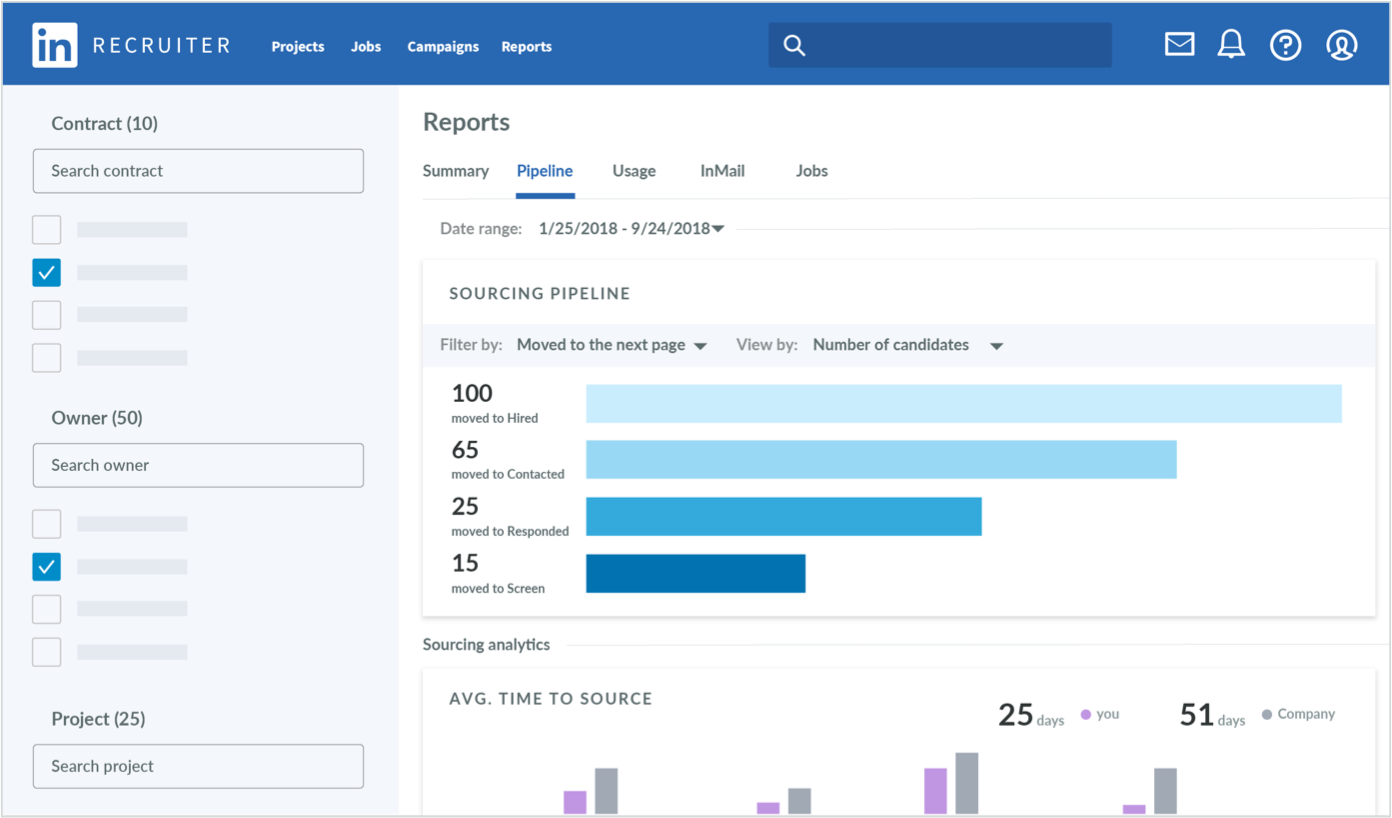 in RECRUITER Projects Jobs Campaigns Reports
Contract (10)
Search contract
Owner (50)
Search owner
Project (25)
Search project
Reports
Summary Pipeline Usage InMail Jobs
Date range: 1/25/2018 - 9/24/2018
SOURCING PIPELINE
Filter by: Moved to the next page View by: Number of candidates
100
moved to Hired
65
moved to Contacted
25
moved to Responded
15
moved to Screen
Sourcing analytics
AVG. TIME TO SOURCE
25 days you 51 days Company